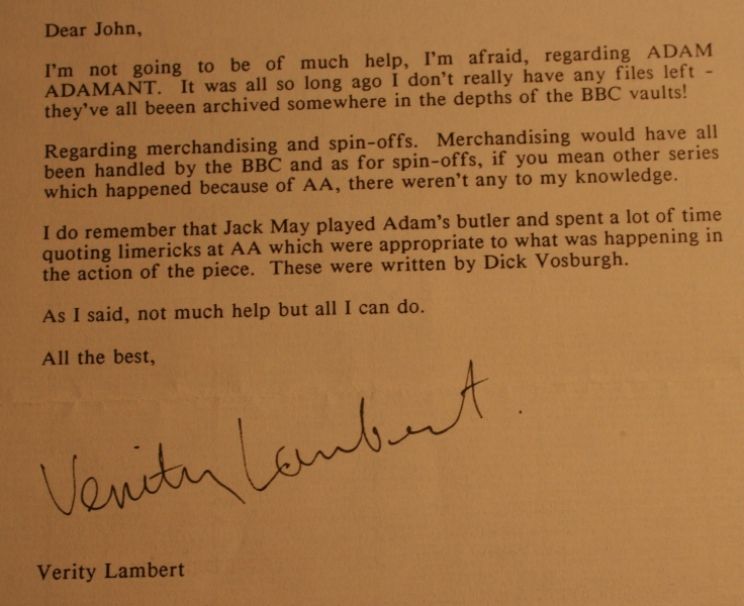 Dear John,
I'm not going to be of much help, I'm afraid, regarding ADAM
ADAMANT. It was all so long ago I don't really have any files left -
they've all beeen archived somewhere in the depths of the BBC vaults!
Regarding merchandising and spin-offs. Merchandising would have all
been handled by the BBC and as for spin-offs, if you mean other series
which happened because of AA, there weren't any to my knowledge.
I do remember that Jack May played Adam's butler and spent a lot of time
quoting limericks at AA which were appropriate to what was happening in
the action of the piece. These were written by Dick Vosburgh.
As I said, not much help but all I can do.
All the best,
Verity Lambert.
Verity Lambert